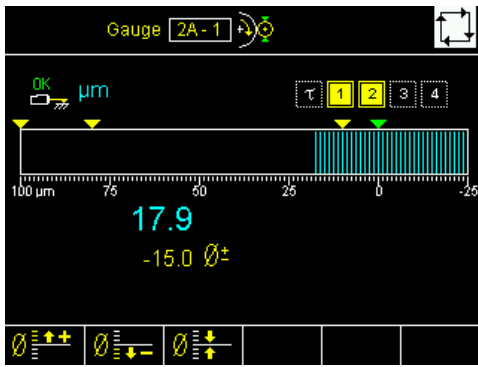 Gauge 2A - 1
OK
µm
τ 1 2 3 4
100 µm 75 50 25 0 -25
17.9
-15.0 Ø±
Ø + Ø - Ø